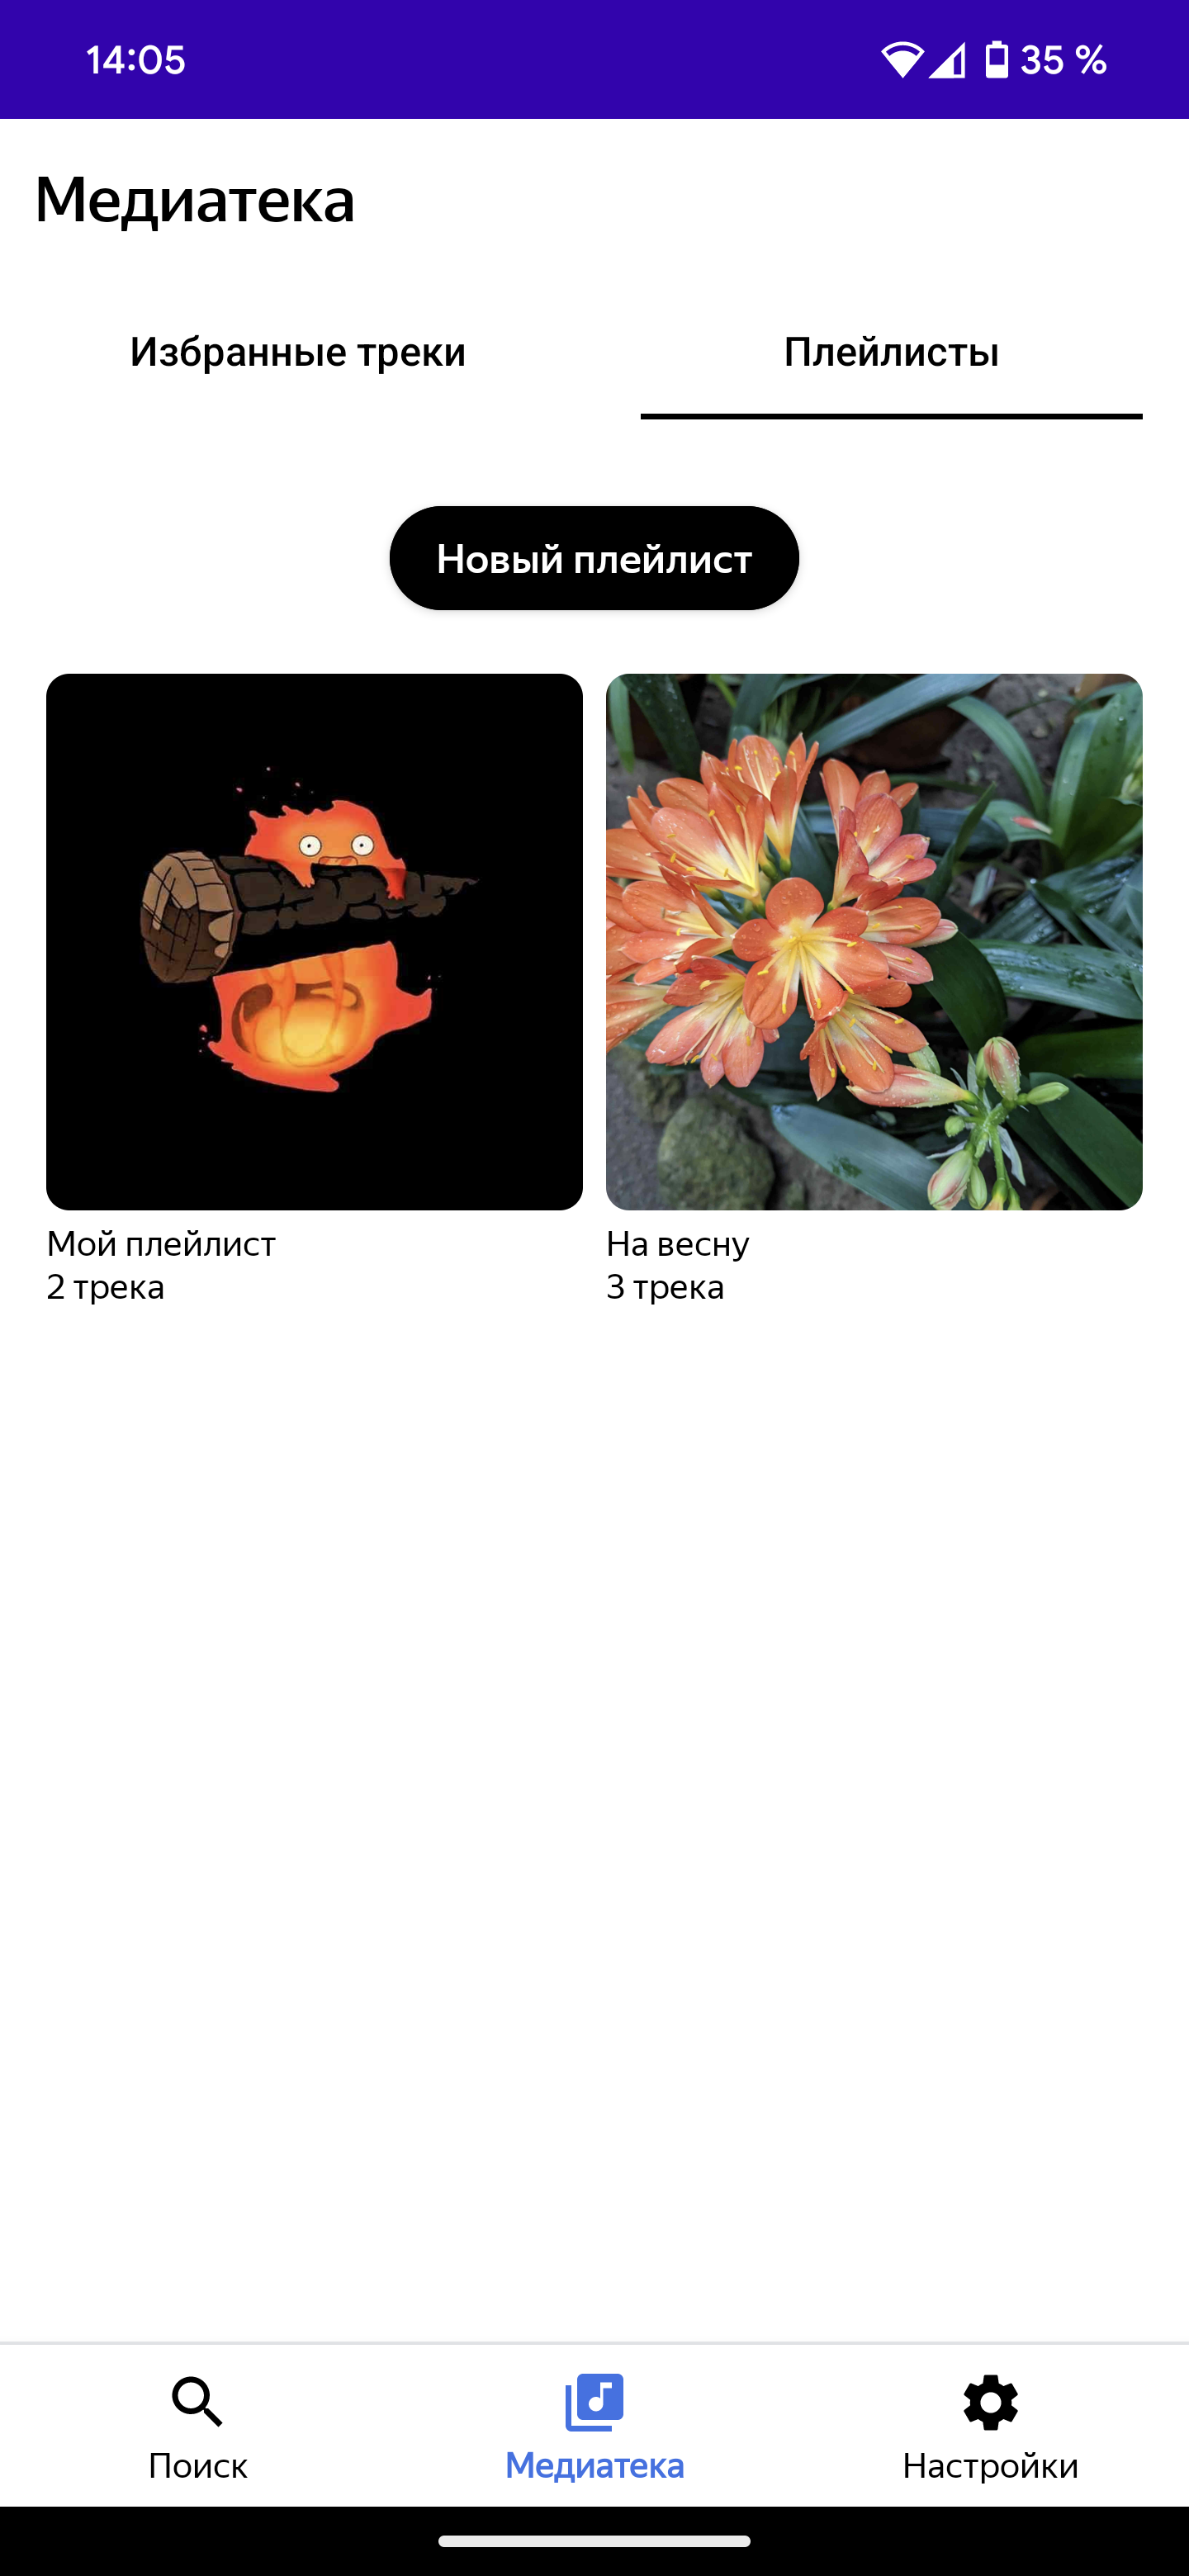 14:05 35 %
Медиатека
Избранные треки Плейлисты
Новый плейлист
Мой плейлист
2 трека
На весну
3 трека
Поиск Медиатека Настройки